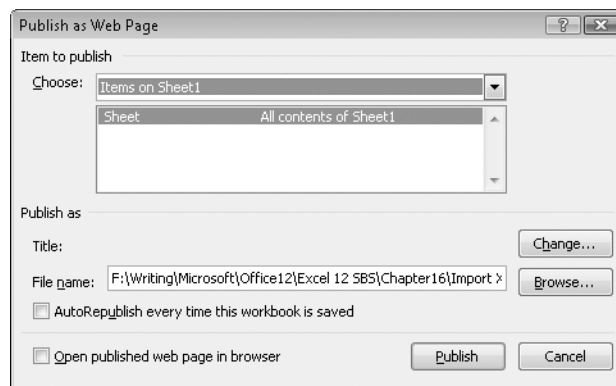 Publish as Web Page
Item to publish
Choose: Items on Sheet1
Sheet All contents of Sheet1
Publish as
Title: Change...
File name: F:\Writing\Microsoft\Office12\Excel 12 SBS\Chapter16\Import X Browse...
AutoRepublish every time this workbook is saved
Open published web page in browser Publish Cancel